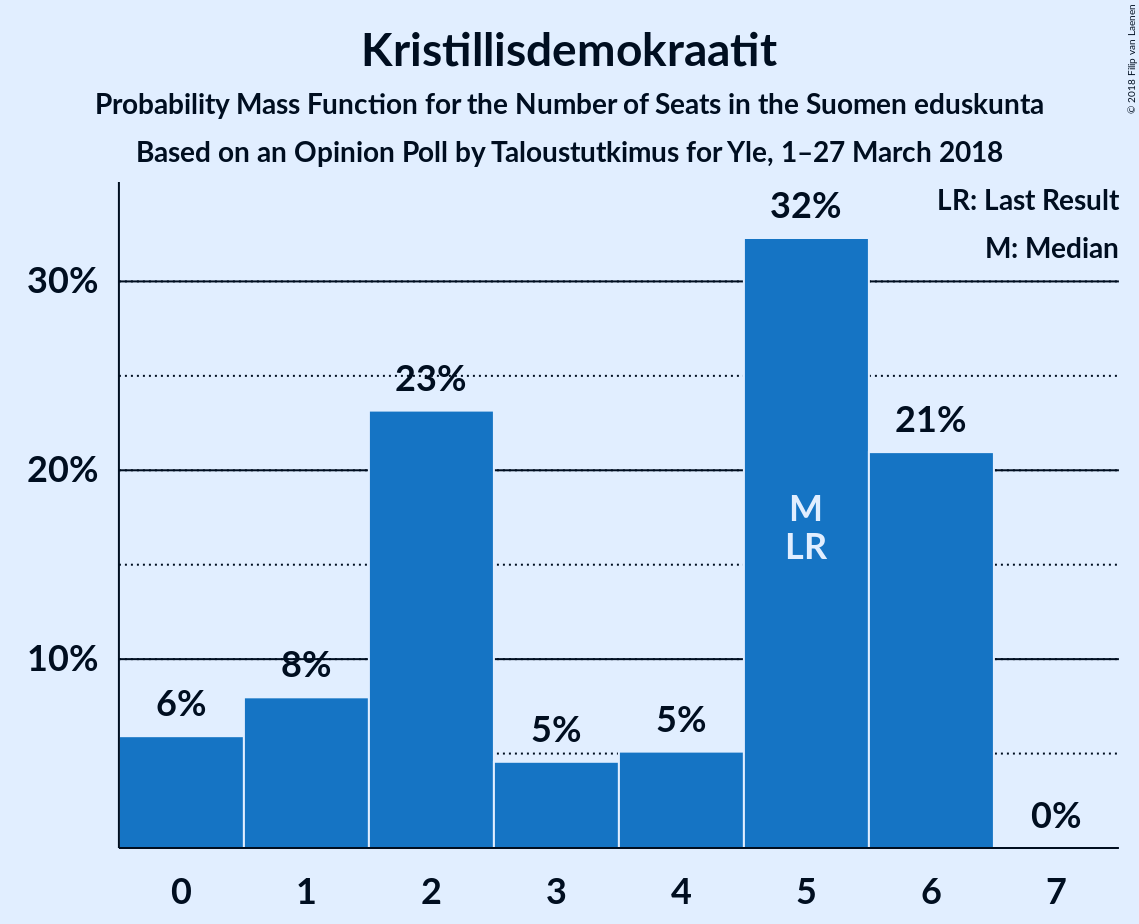 Kristillisdemokraatit
Probability Mass Function for the Number of Seats in the Suomen eduskunta
Based on an Opinion Poll by Taloustutkimus for Yle, 1–27 March 2018
© 2018 Filip van Laenen
LR: Last Result
M: Median
30%
20%
10%
6%
8%
23%
5%
5%
32%
21%
0%
M
LR
0 1 2 3 4 5 6 7